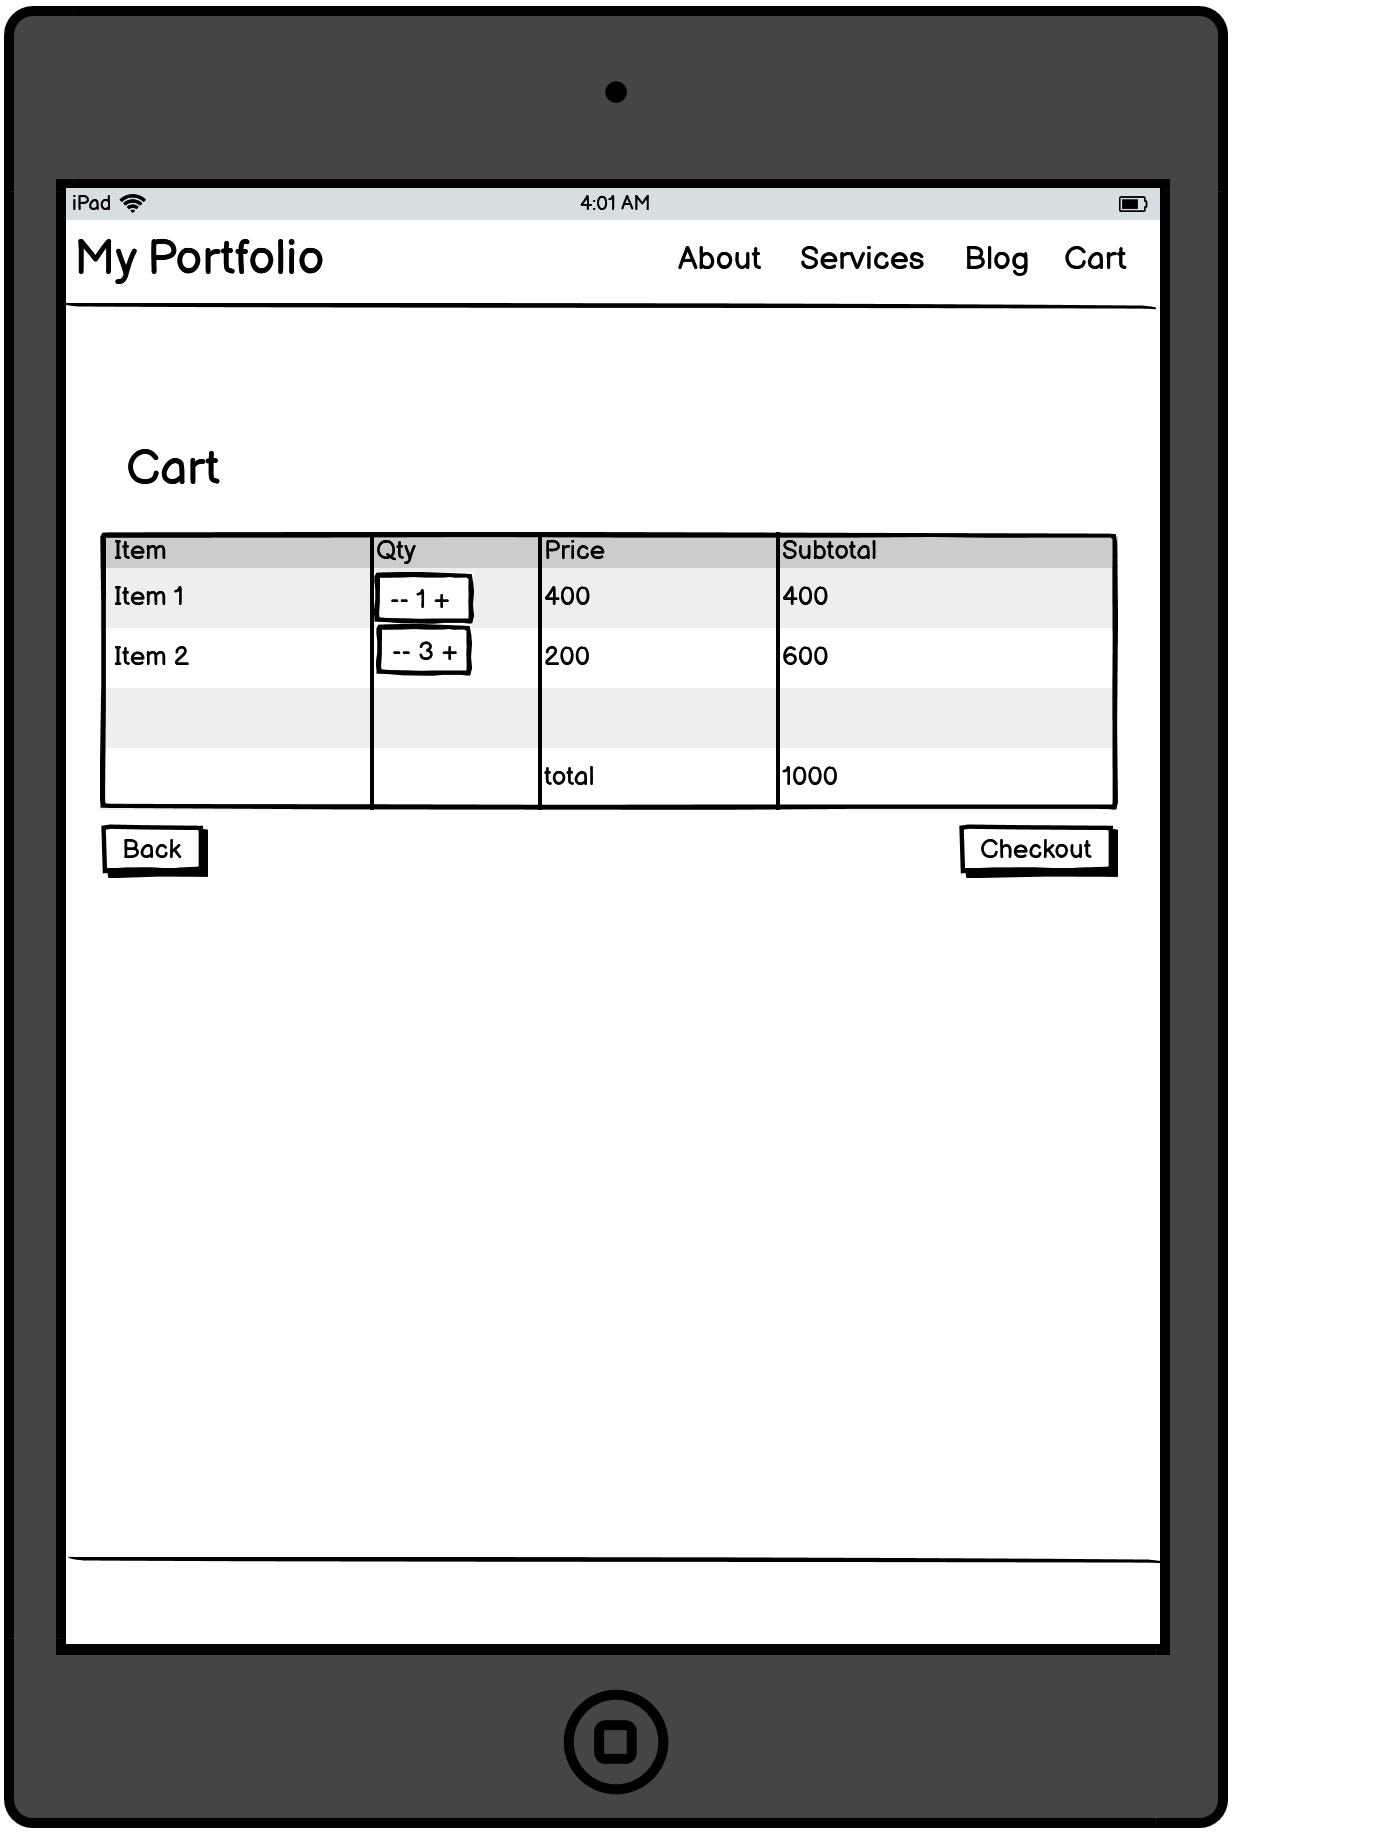 iPad 4:01 AM
My Portfolio About Services Blog Cart
Cart
Item Qty Price Subtotal
Item 1 -- 1 + 400 400
Item 2 -- 3 + 200 600
total 1000
Back Checkout